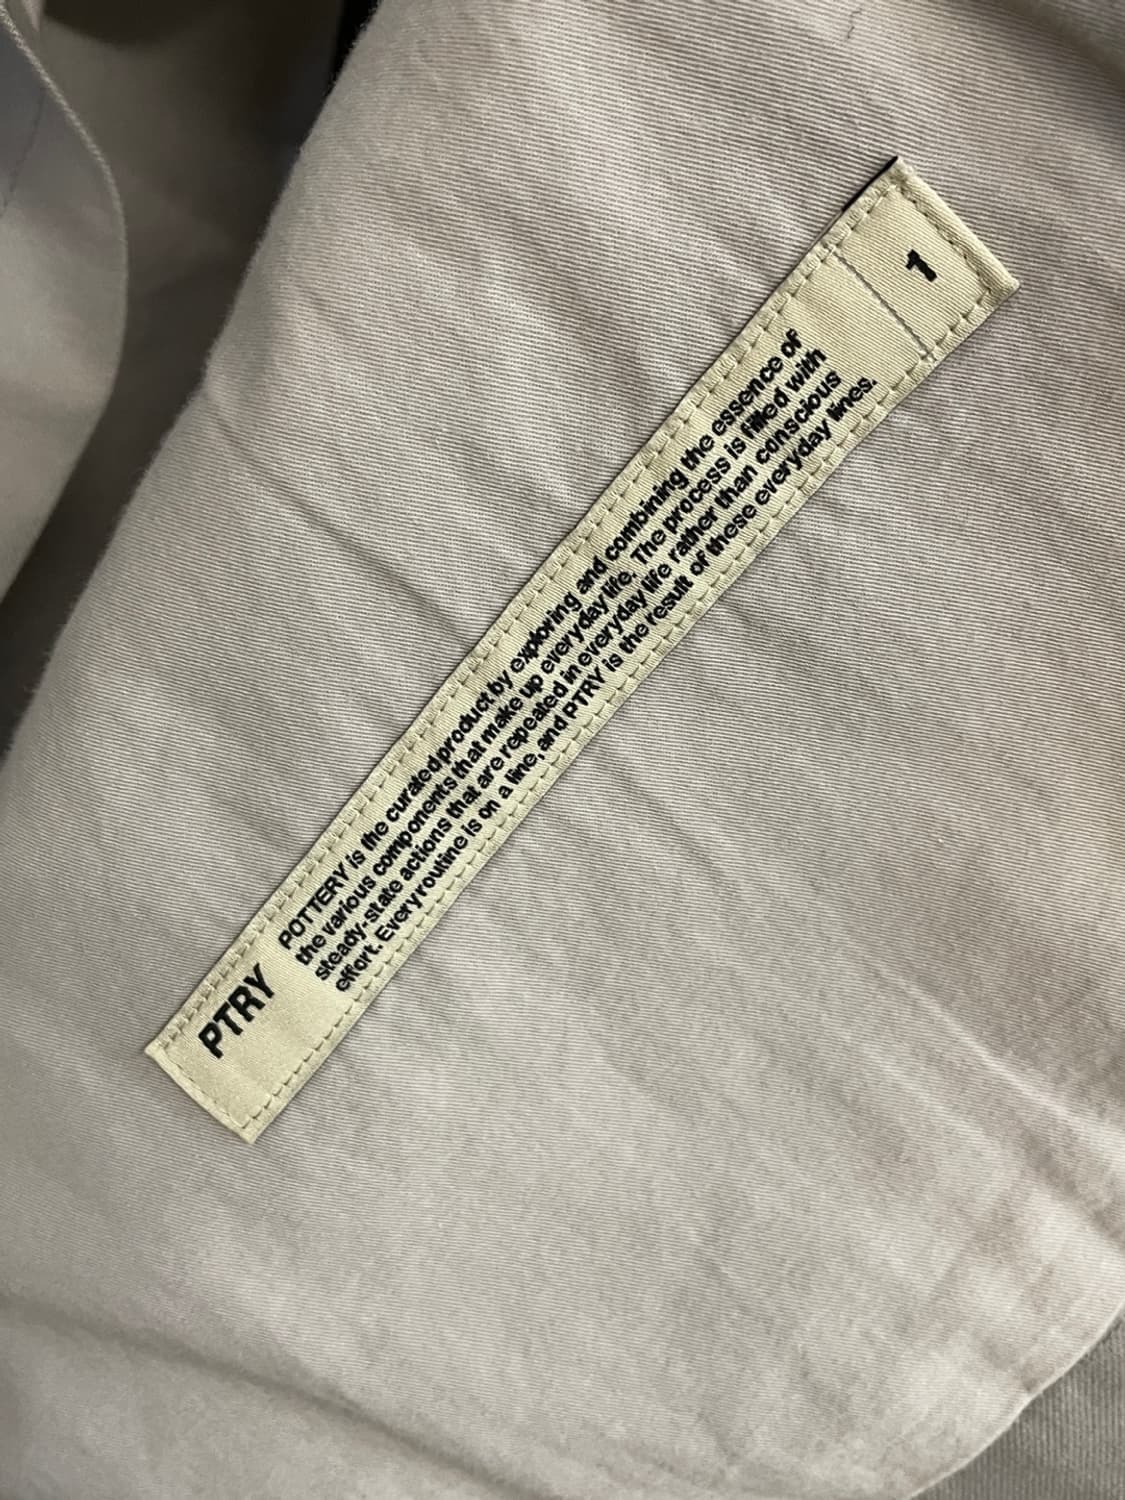 PTRY
POTTERY is the curated product by exploring and combining the essence of
the various components that make up everyday life. The process is filled with
steady-state actions that are repeated in everyday life rather than conscious
effort. Every routine is on a line, and PTRY is the result of these everyday lines.
1